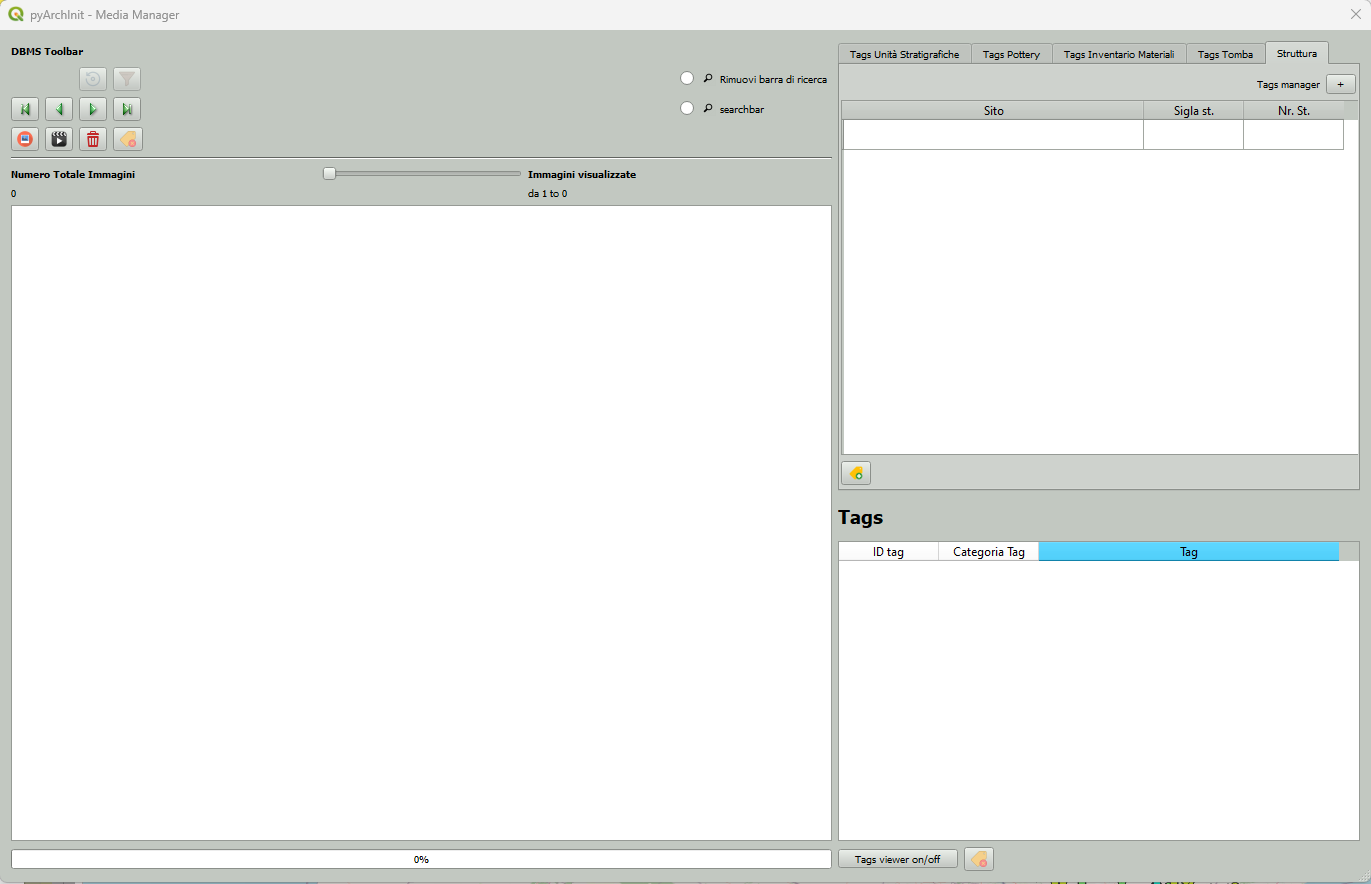 pyArchInit - Media Manager
DBMS Toolbar
Rimuovi barra di ricerca
searchbar
Numero Totale Immagini
Immagini visualizzate
0
da 1 to 0
0%
Tags Unità Stratigrafiche
Tags Pottery
Tags Inventario Materiali
Tags Tomba
Struttura
Tags manager
+
Sito
Sigla st.
Nr. St.
Tags
ID tag
Categoria Tag
Tag
Tags viewer on/off